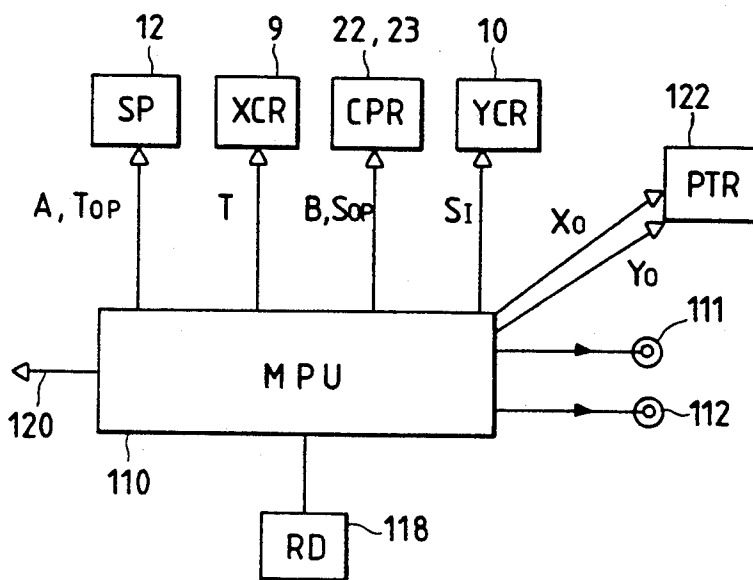 12 9 22, 23 10
SP XCR CPR YCR
122
PTR
A, TOP T B, SOP SI
XO
YO
111
MPU
120
112
110
118
RD